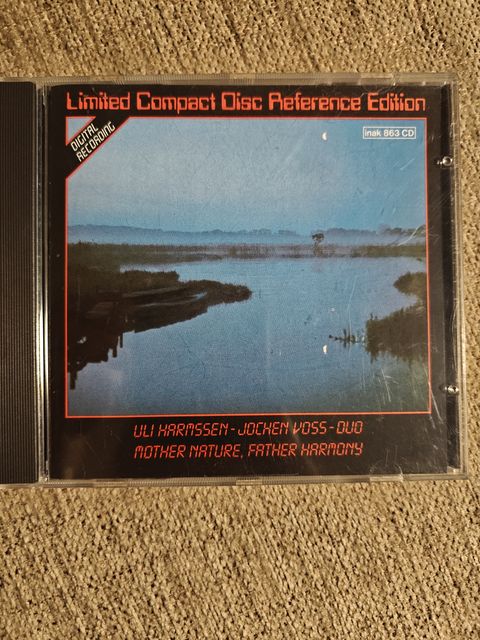 Limited Compact Disc Reference Edition
DIGITAL
RECORDING
inak 863 CD
ULI HARMSSEN - JOCHEN VOSS - DUO
MOTHER NATURE, FATHER HARMONY